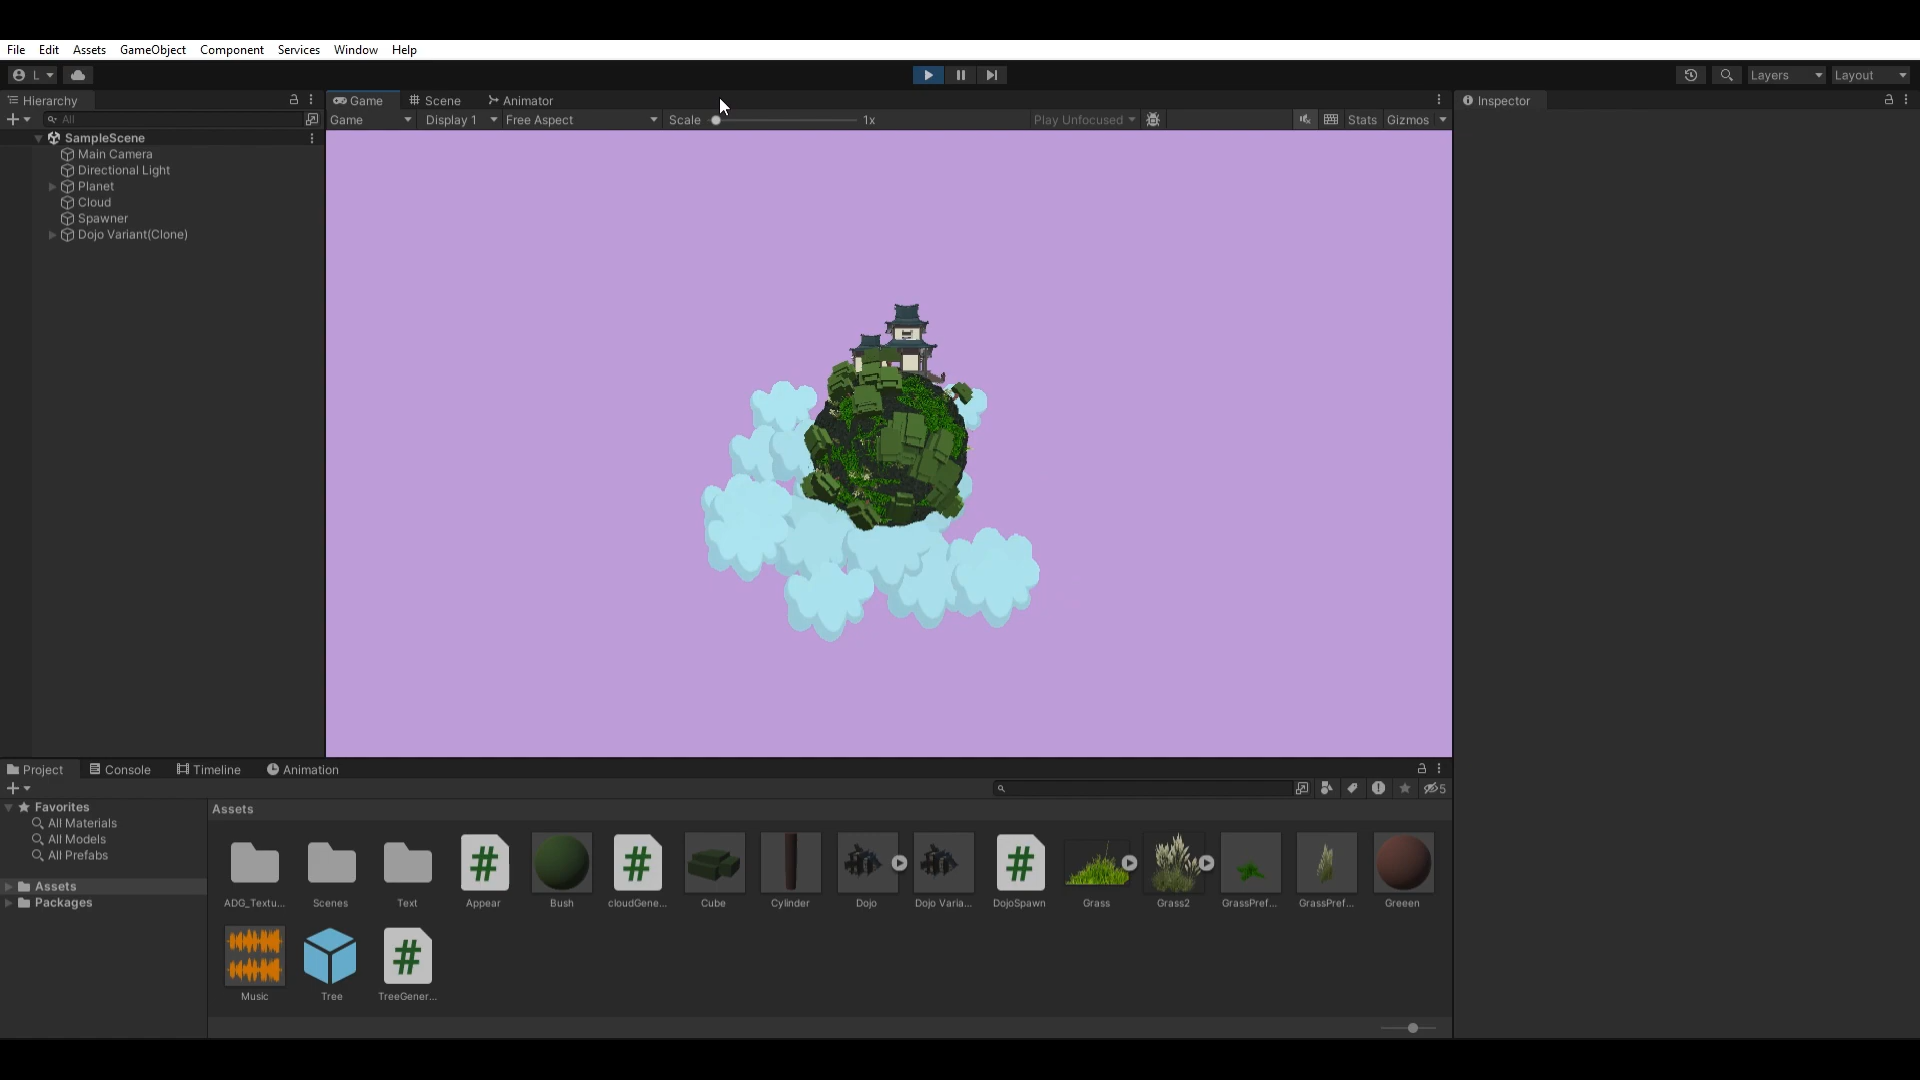 File Edit Assets GameObject Component Services Window Help
L Layers Layout
Hierarchy Game Scene Animator Inspector
All Game Display 1 Free Aspect Scale 1x Play Unfocused Stats Gizmos
SampleScene
Main Camera
Directional Light
Planet
Cloud
Spawner
Dojo Variant(Clone)
Project Console Timeline Animation
5
Favorites Assets
All Materials
All Models
All Prefabs
Assets
Packages
ADG_Textu... Scenes Text Appear Bush cloudGene... Cube Cylinder Dojo Dojo Varia... DojoSpawn Grass Grass2 GrassPref... GrassPref... Greeen
Music Tree TreeGener...